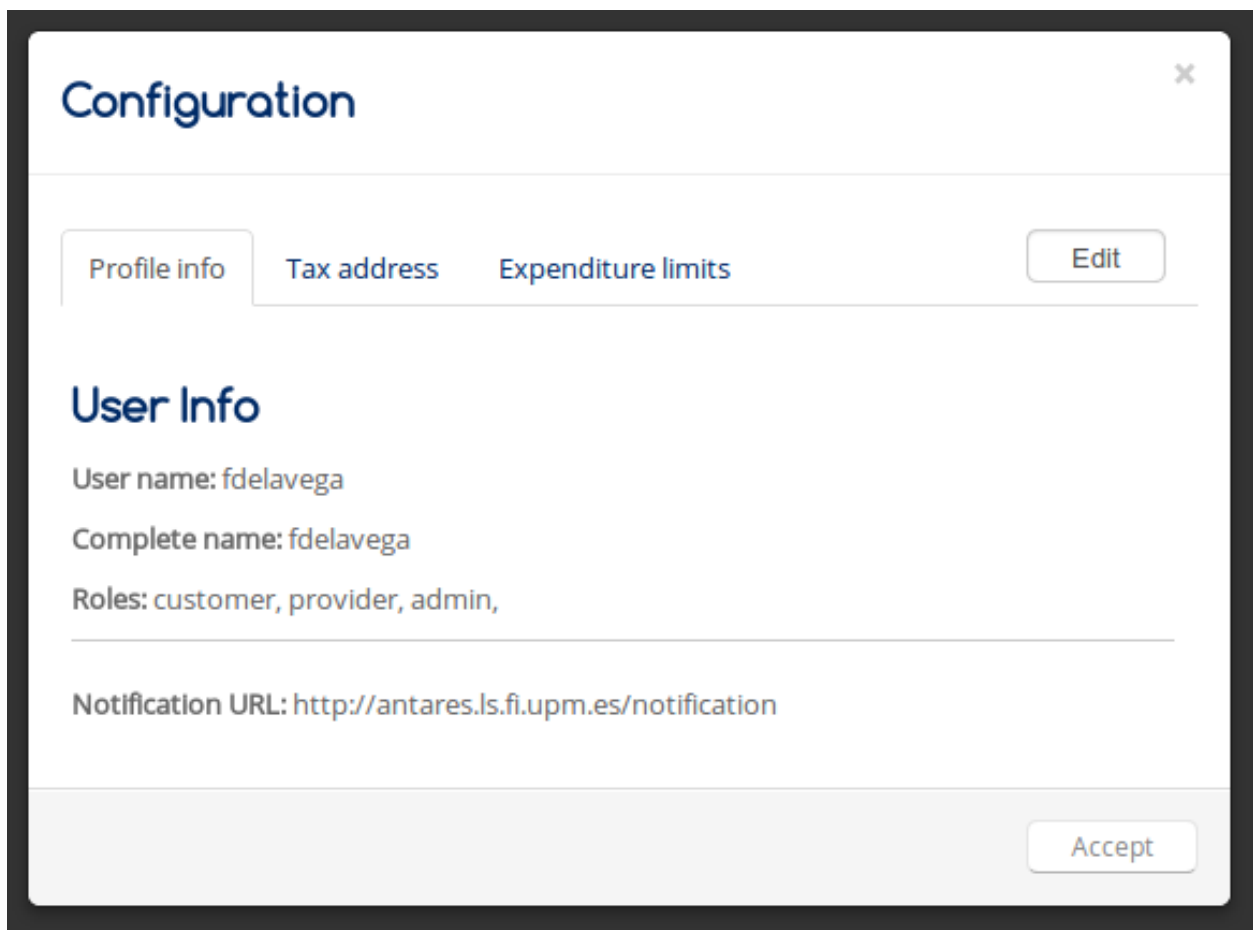 Configuration
×
Profile info Tax address Expenditure limits Edit
User Info
User name: fdelavega
Complete name: fdelavega
Roles: customer, provider, admin,
Notification URL: http://antares.ls.fi.upm.es/notification
Accept